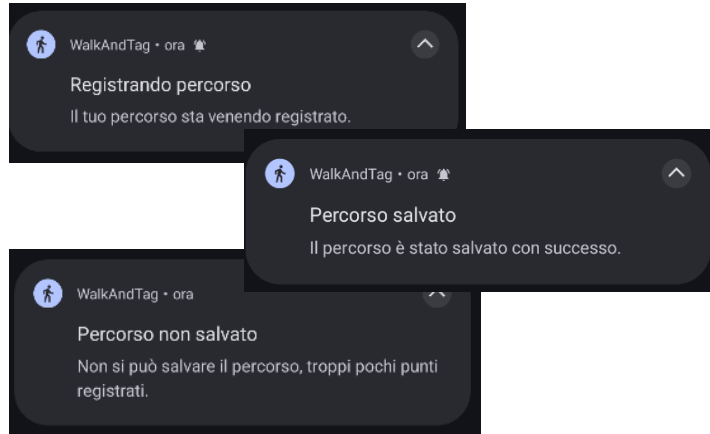 WalkAndTag • ora
Registrando percorso
Il tuo percorso sta venendo registrato.
WalkAndTag • ora
Percorso salvato
Il percorso è stato salvato con successo.
WalkAndTag • ora
Percorso non salvato
Non si può salvare il percorso, troppi pochi punti
registrati.